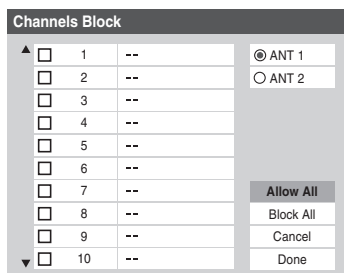 Channels Block
1 -- ANT 1
2 -- ANT 2
3 --
4 --
5 --
6 --
7 -- Allow All
8 -- Block All
9 -- Cancel
10 -- Done